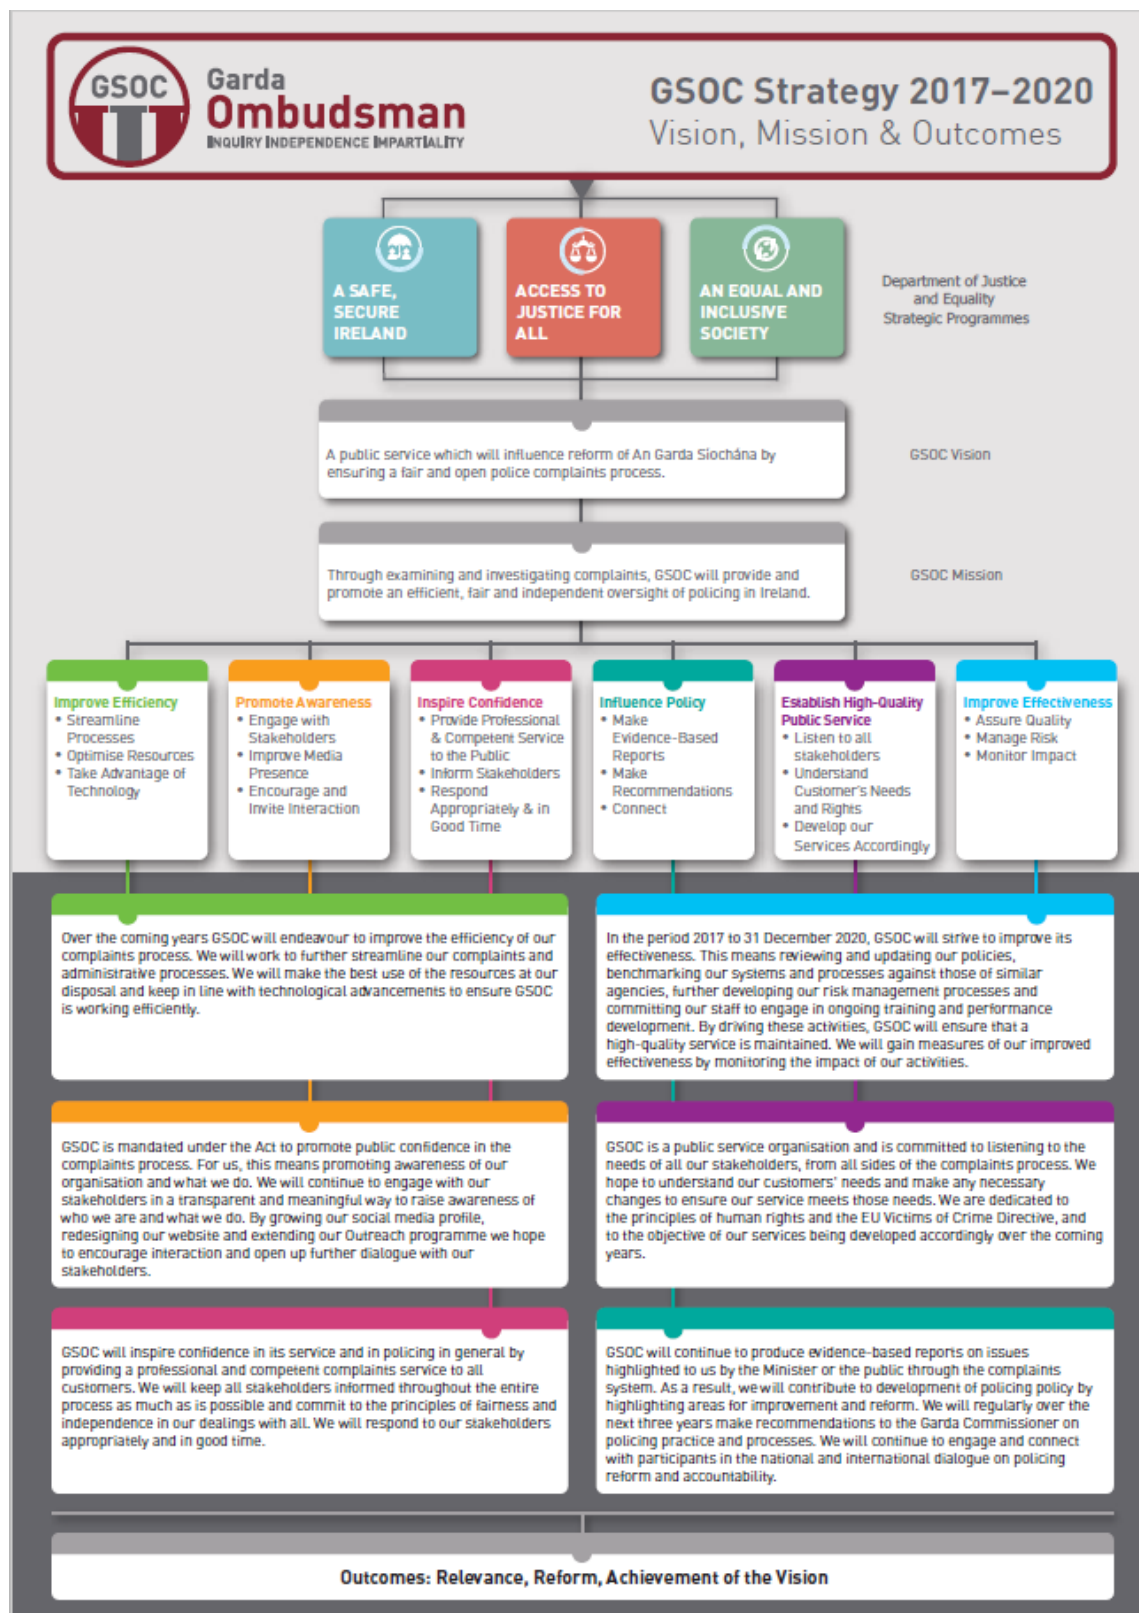 GSOC
Garda
Ombudsman
INQUIRY INDEPENDENCE IMPARTIALITY
GSOC Strategy 2017–2020
Vision, Mission & Outcomes
A SAFE,
SECURE
IRELAND
ACCESS TO
JUSTICE FOR
ALL
AN EQUAL AND
INCLUSIVE
SOCIETY
Department of Justice
and Equality
Strategic Programmes
A public service which will influence reform of An Garda Síochána by
ensuring a fair and open police complaints process.
GSOC Vision
Through examining and investigating complaints, GSOC will provide and
promote an efficient, fair and independent oversight of policing in Ireland.
GSOC Mission
Improve Efficiency
• Streamline
Processes
• Optimise Resources
• Take Advantage of
Technology
Promote Awareness
• Engage with
Stakeholders
• Improve Media
Presence
• Encourage and
Invite Interaction
Inspire Confidence
• Provide Professional
& Competent Service
to the Public
• Inform Stakeholders
• Respond
Appropriately & in
Good Time
Influence Policy
• Make
Evidence-Based
Reports
• Make
Recommendations
• Connect
Establish High-Quality
Public Service
• Listen to all
stakeholders
• Understand
Customer's Needs
and Rights
• Develop our
Services Accordingly
Improve Effectiveness
• Assure Quality
• Manage Risk
• Monitor Impact
Over the coming years GSOC will endeavour to improve the efficiency of our
complaints process. We will work to further streamline our complaints and
administrative processes. We will make the best use of the resources at our
disposal and keep in line with technological advancements to ensure GSOC
is working efficiently.
In the period 2017 to 31 December 2020, GSOC will strive to improve its
effectiveness. This means reviewing and updating our policies,
benchmarking our systems and processes against those of similar
agencies, further developing our risk management processes and
committing our staff to engage in ongoing training and performance
development. By driving these activities, GSOC will ensure that a
high-quality service is maintained. We will gain measures of our improved
effectiveness by monitoring the impact of our activities.
GSOC is mandated under the Act to promote public confidence in the
complaints process. For us, this means promoting awareness of our
organisation and what we do. We will continue to engage with our
stakeholders in a transparent and meaningful way to raise awareness of
who we are and what we do. By growing our social media profile,
redesigning our website and extending our Outreach programme we hope
to encourage interaction and open up further dialogue with our
stakeholders.
GSOC is a public service organisation and is committed to listening to the
needs of all our stakeholders, from all sides of the complaints process. We
hope to understand our customers' needs and make any necessary
changes to ensure our service meets those needs. We are dedicated to
the principles of human rights and the EU Victims of Crime Directive, and
to the objective of our services being developed accordingly over the coming
years.
GSOC will inspire confidence in its service and in policing in general by
providing a professional and competent complaints service to all
customers. We will keep all stakeholders informed throughout the entire
process as much as is possible and commit to the principles of fairness and
independence in our dealings with all. We will respond to our stakeholders
appropriately and in good time.
GSOC will continue to produce evidence-based reports on issues
highlighted to us by the Minister or the public through the complaints
system. As a result, we will contribute to development of policing policy by
highlighting areas for improvement and reform. We will regularly over the
next three years make recommendations to the Garda Commissioner on
policing practice and processes. We will continue to engage and connect
with participants in the national and international dialogue on policing
reform and accountability.
Outcomes: Relevance, Reform, Achievement of the Vision